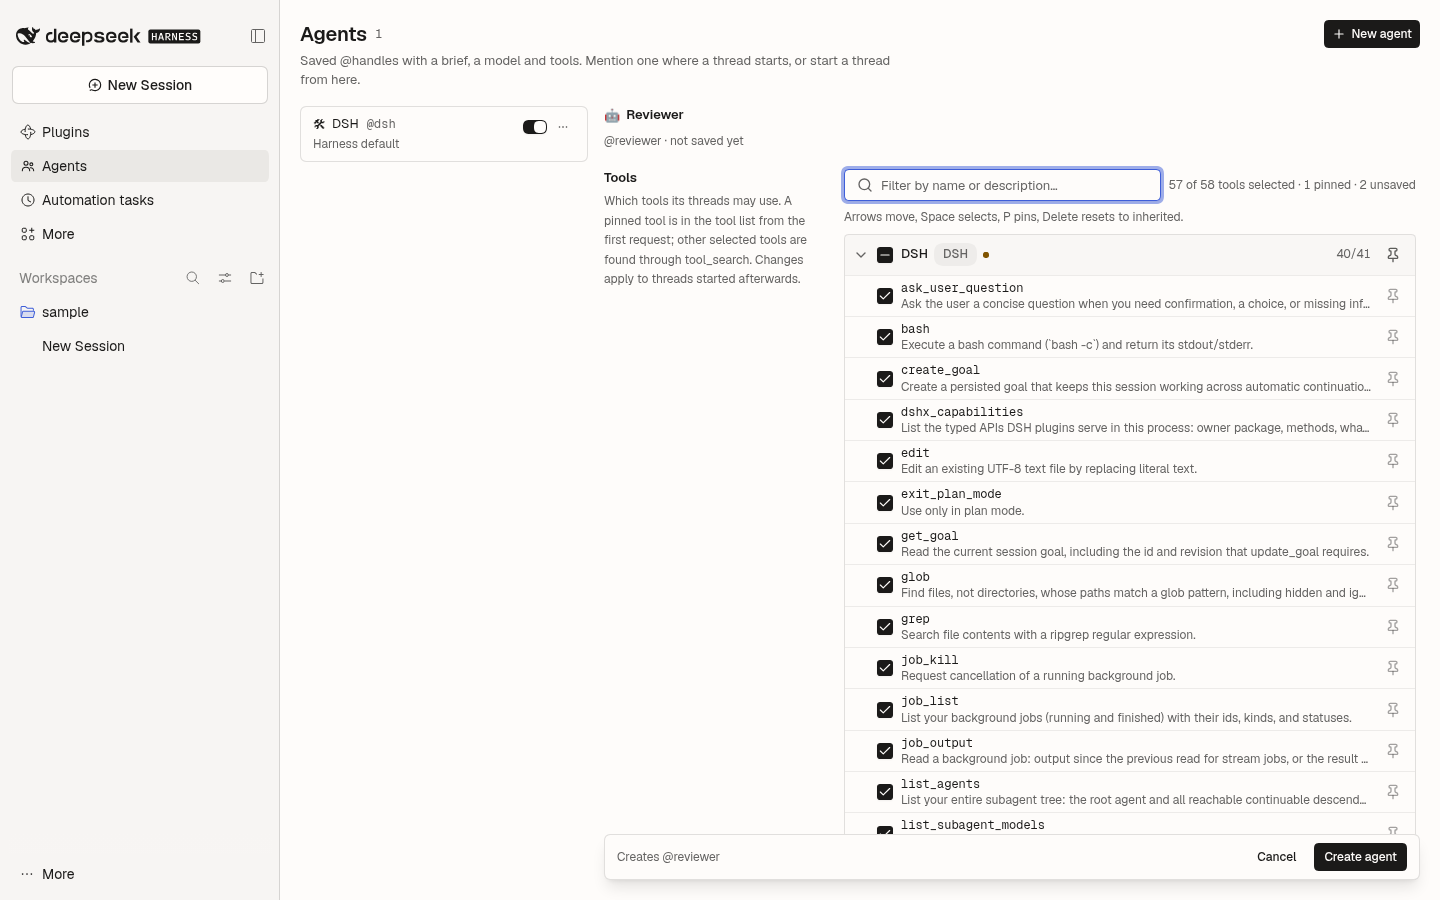 deepseek HARNESS
New Session
Plugins
Agents
Automation tasks
More
Workspaces
sample
New Session
More
Agents 1
Saved @handles with a brief, a model and tools. Mention one where a thread starts, or start a thread
from here.
New agent
DSH @dsh
Harness default
Reviewer
@reviewer · not saved yet
Tools
Which tools its threads may use. A
pinned tool is in the tool list from the
first request; other selected tools are
found through tool_search. Changes
apply to threads started afterwards.
Filter by name or description…
57 of 58 tools selected · 1 pinned · 2 unsaved
Arrows move, Space selects, P pins, Delete resets to inherited.
DSH DSH 40/41
ask_user_question
Ask the user a concise question when you need confirmation, a choice, or missing inf…
bash
Execute a bash command (`bash -c`) and return its stdout/stderr.
create_goal
Create a persisted goal that keeps this session working across automatic continuatio…
dshx_capabilities
List the typed APIs DSH plugins serve in this process: owner package, methods, wha…
edit
Edit an existing UTF-8 text file by replacing literal text.
exit_plan_mode
Use only in plan mode.
get_goal
Read the current session goal, including the id and revision that update_goal requires.
glob
Find files, not directories, whose paths match a glob pattern, including hidden and ig…
grep
Search file contents with a ripgrep regular expression.
job_kill
Request cancellation of a running background job.
job_list
List your background jobs (running and finished) with their ids, kinds, and statuses.
job_output
Read a background job: output since the previous read for stream jobs, or the result …
list_agents
List your entire subagent tree: the root agent and all reachable continuable descend…
list_subagent_models
Creates @reviewer
Cancel
Create agent